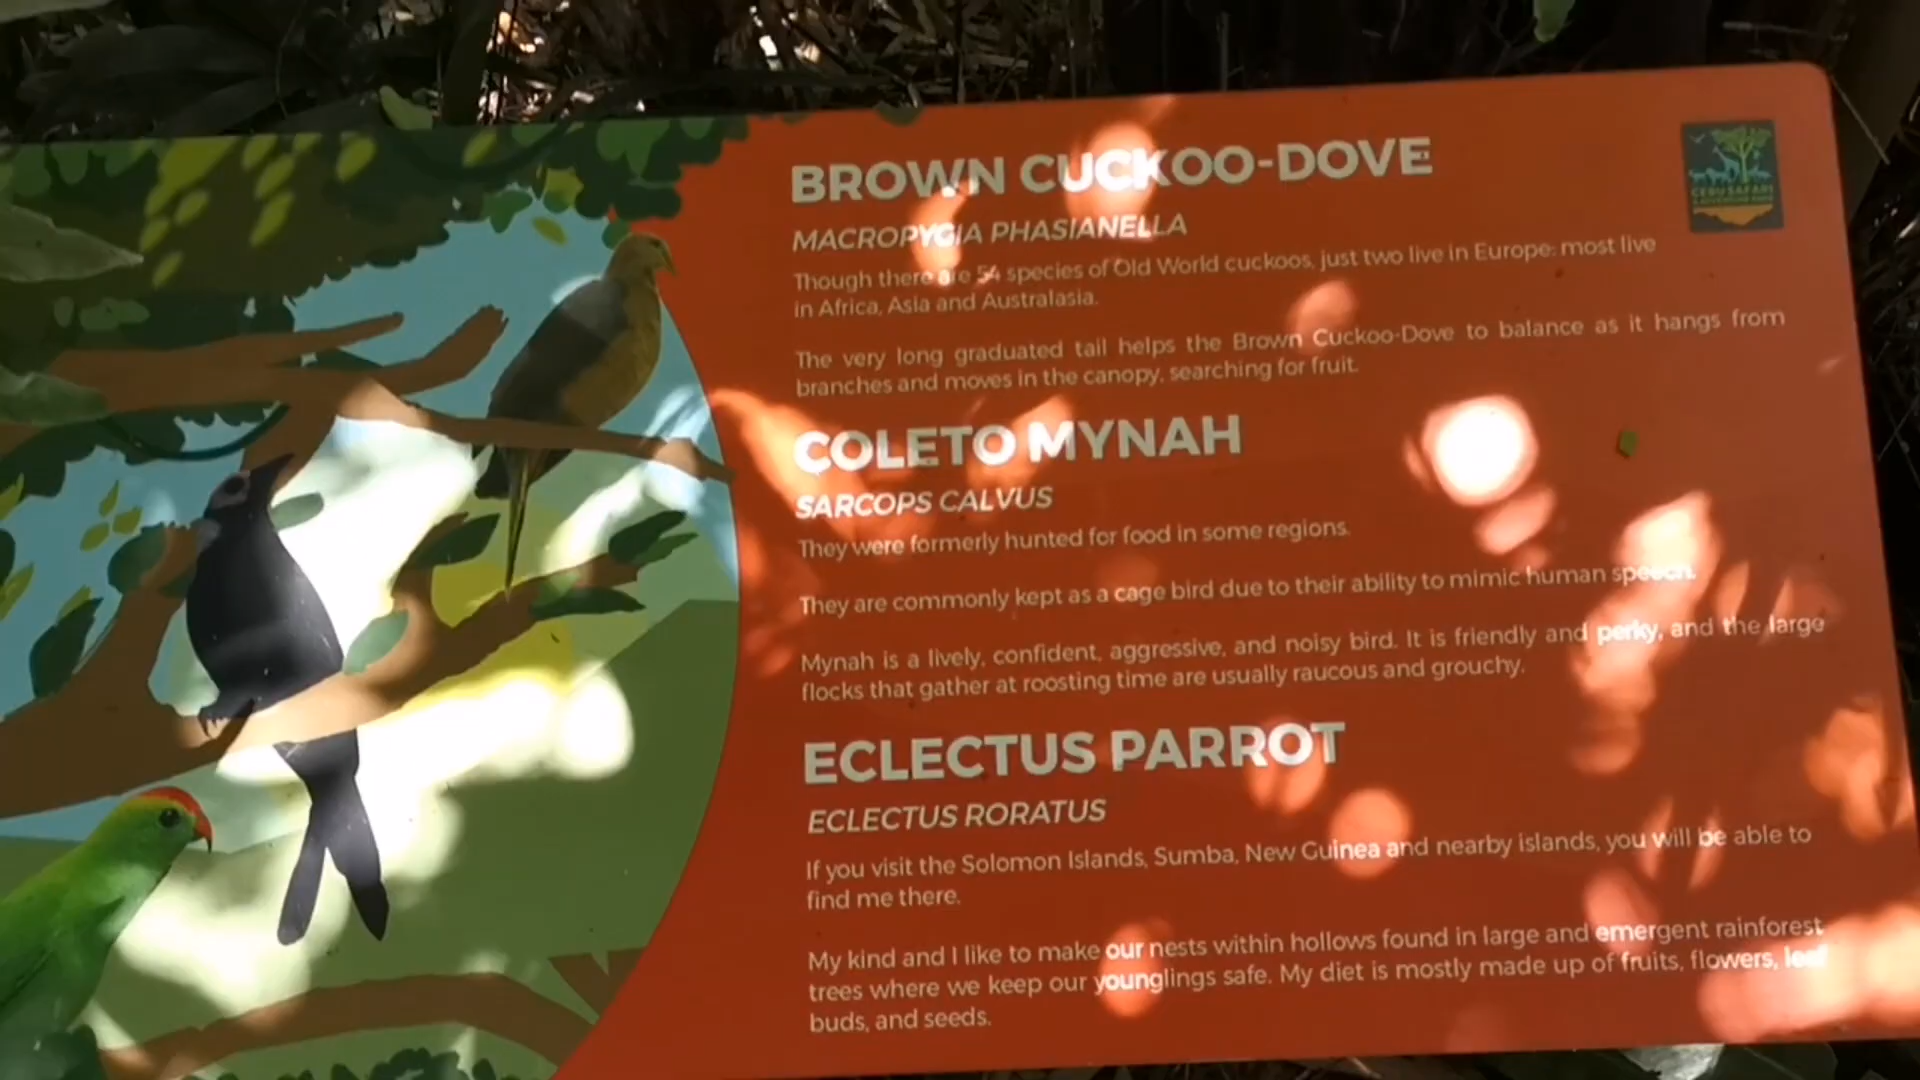 BROWN CUCKOO-DOVE
MACROPYGIA PHASIANELLA
Though there are 54 species of Old World cuckoos, just two live in Europe: most live
in Africa, Asia and Australasia.
The very long graduated tail helps the Brown Cuckoo-Dove to balance as it hangs from
branches and moves in the canopy, searching for fruit.
CEBU SAFARI
& ADVENTURE PARK
COLETO MYNAH
SARCOPS CALVUS
They were formerly hunted for food in some regions.
They are commonly kept as a cage bird due to their ability to mimic human speech.
Mynah is a lively, confident, aggressive, and noisy bird. It is friendly and perky, and the large
flocks that gather at roosting time are usually raucous and grouchy.
ECLECTUS PARROT
ECLECTUS RORATUS
If you visit the Solomon Islands, Sumba, New Guinea and nearby islands, you will be able to
find me there.
My kind and I like to make our nests within hollows found in large and emergent rainforest
trees where we keep our younglings safe. My diet is mostly made up of fruits, flowers, leaf
buds, and seeds.